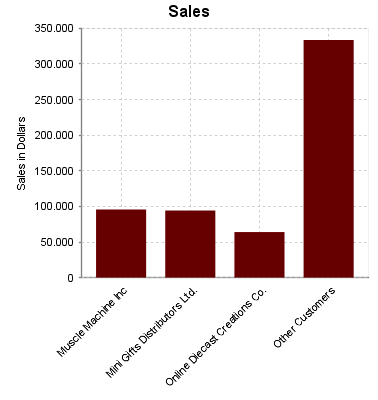 Sales
Sales in Dollars
350.000
300.000
250.000
200.000
150.000
100.000
50.000
0
Muscle Machine Inc
Mini Gifts Distributors Ltd.
Online Diecast Creations Co.
Other Customers